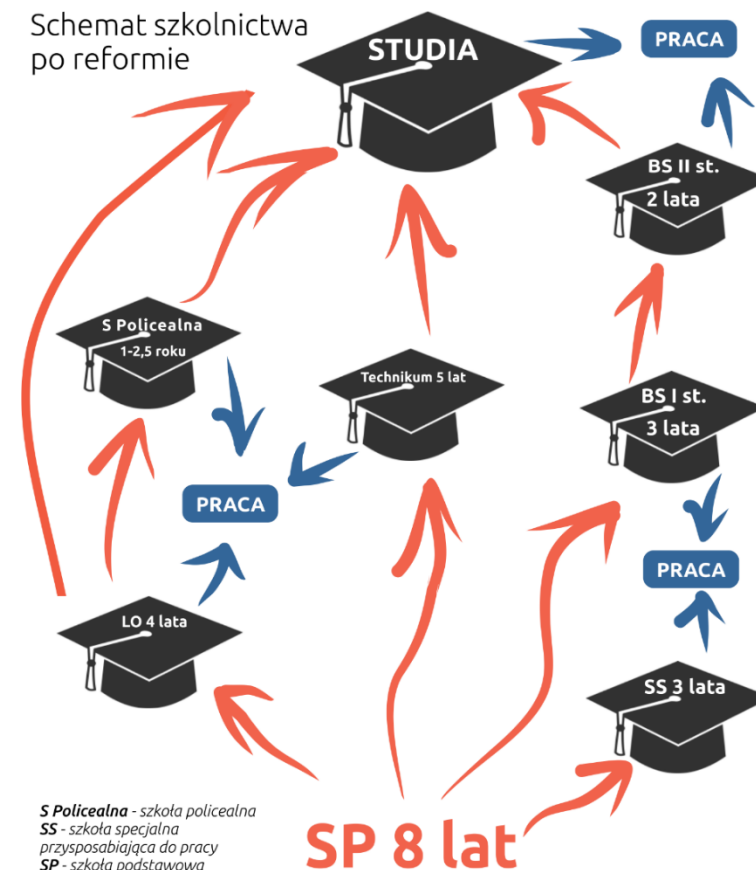 Schemat szkolnictwa
po reformie
STUDIA
PRACA
BS II st.
2 lata
S Policealna
1-2,5 roku
Technikum 5 lat
BS I st.
3 lata
PRACA
PRACA
LO 4 lata
SS 3 lata
S Policealna - szkoła policealna
SS - szkoła specjalna
przysposabiająca do pracy
SP - szkoła podstawowa
SP 8 lat